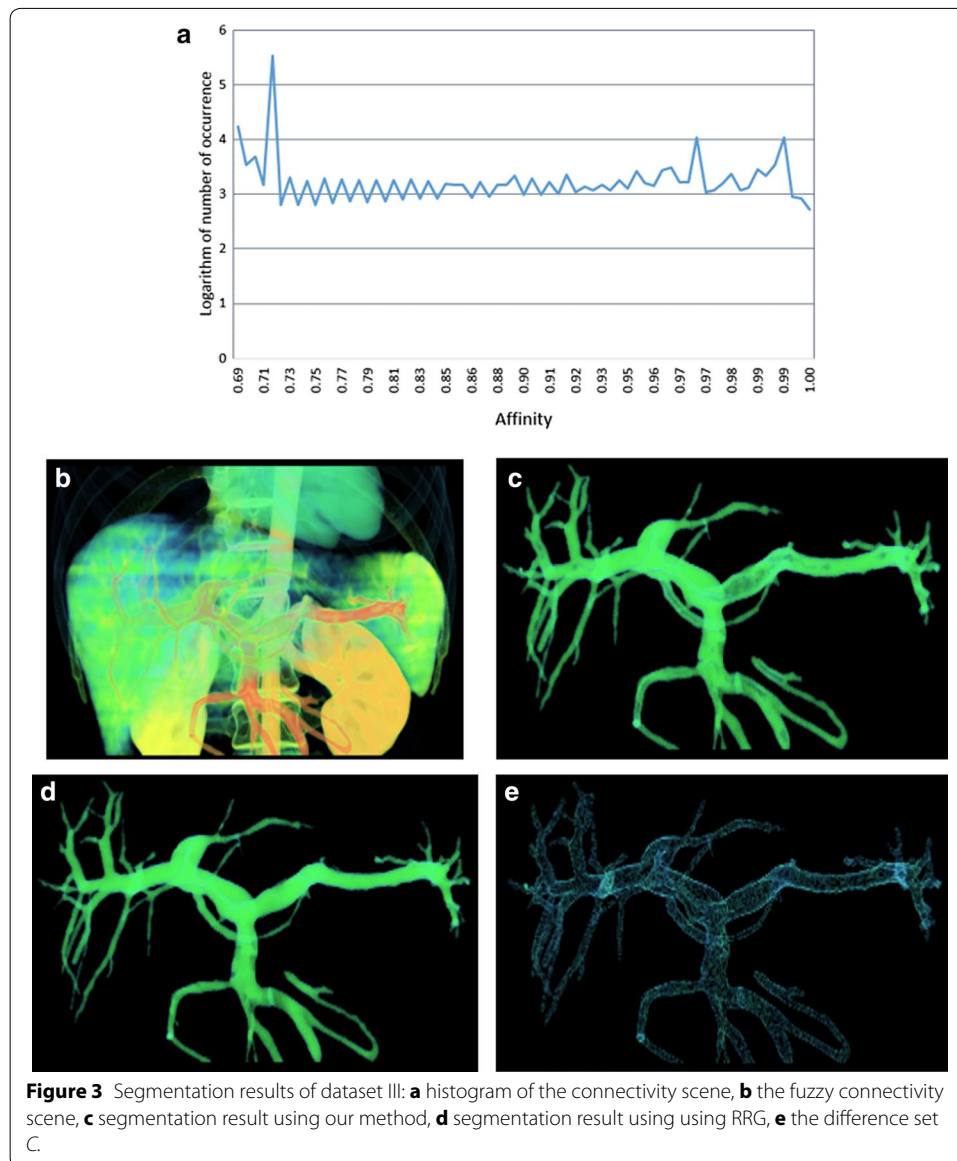 a
6
5
4
3
2
1
0
Logarithm of number of occurrence
0.69 0.71 0.73 0.75 0.77 0.79 0.81 0.83 0.85 0.86 0.88 0.90 0.91 0.92 0.93 0.95 0.96 0.97 0.97 0.98 0.99 0.99 1.00
Affinity
b
c
d
e
Figure 3 Segmentation results of dataset III: a histogram of the connectivity scene, b the fuzzy connectivity
scene, c segmentation result using our method, d segmentation result using using RRG, e the difference set
C.